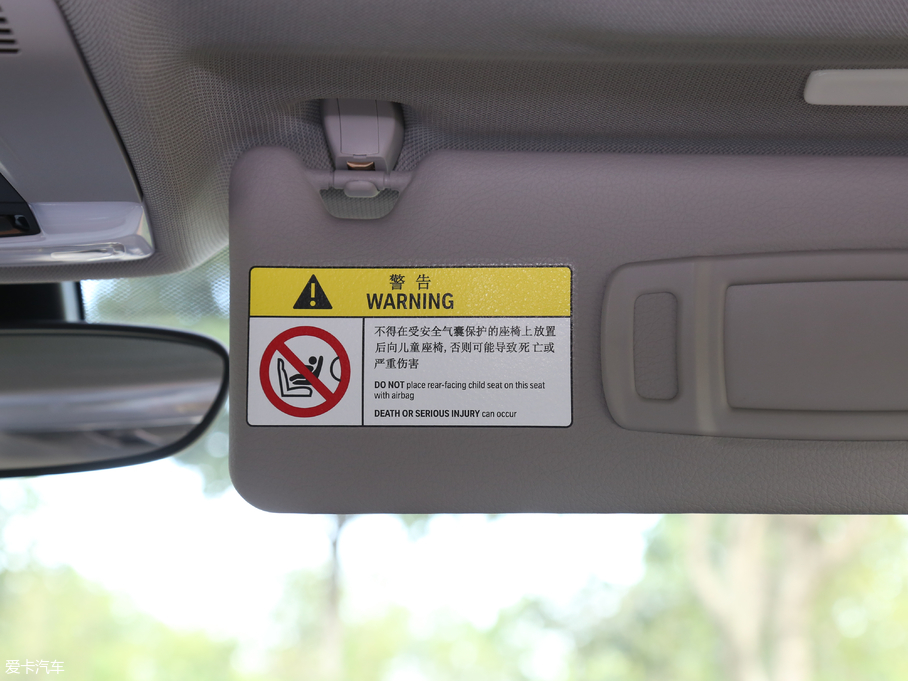 警告
WARNING
不得在受安全气囊保护的座椅上放置
后向儿童座椅,否则可能导致死亡或
严重伤害
DO NOT place rear-facing child seat on this seat
with airbag
DEATH OR SERIOUS INJURY can occur
爱卡汽车